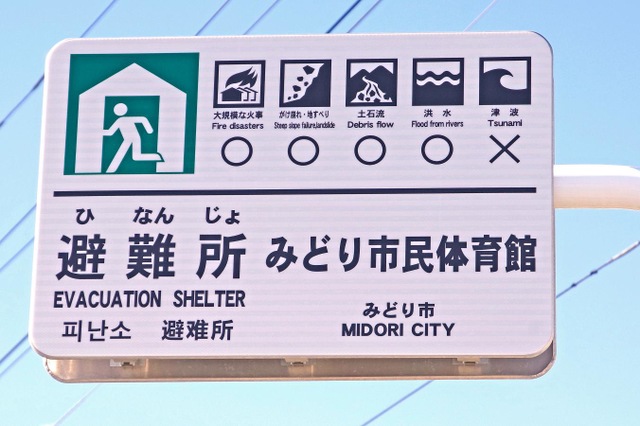 大規模な火事 がけ崩れ・地すべり 土石流 洪水 津波
Fire disasters Steep slope failure,landslide Debris flow Flood from rivers Tsunami
○ ○ ○ ○ ×
ひ なん じょ
避難所 みどり市民体育館
EVACUATION SHELTER
みどり市
피난소 避难所
MIDORI CITY